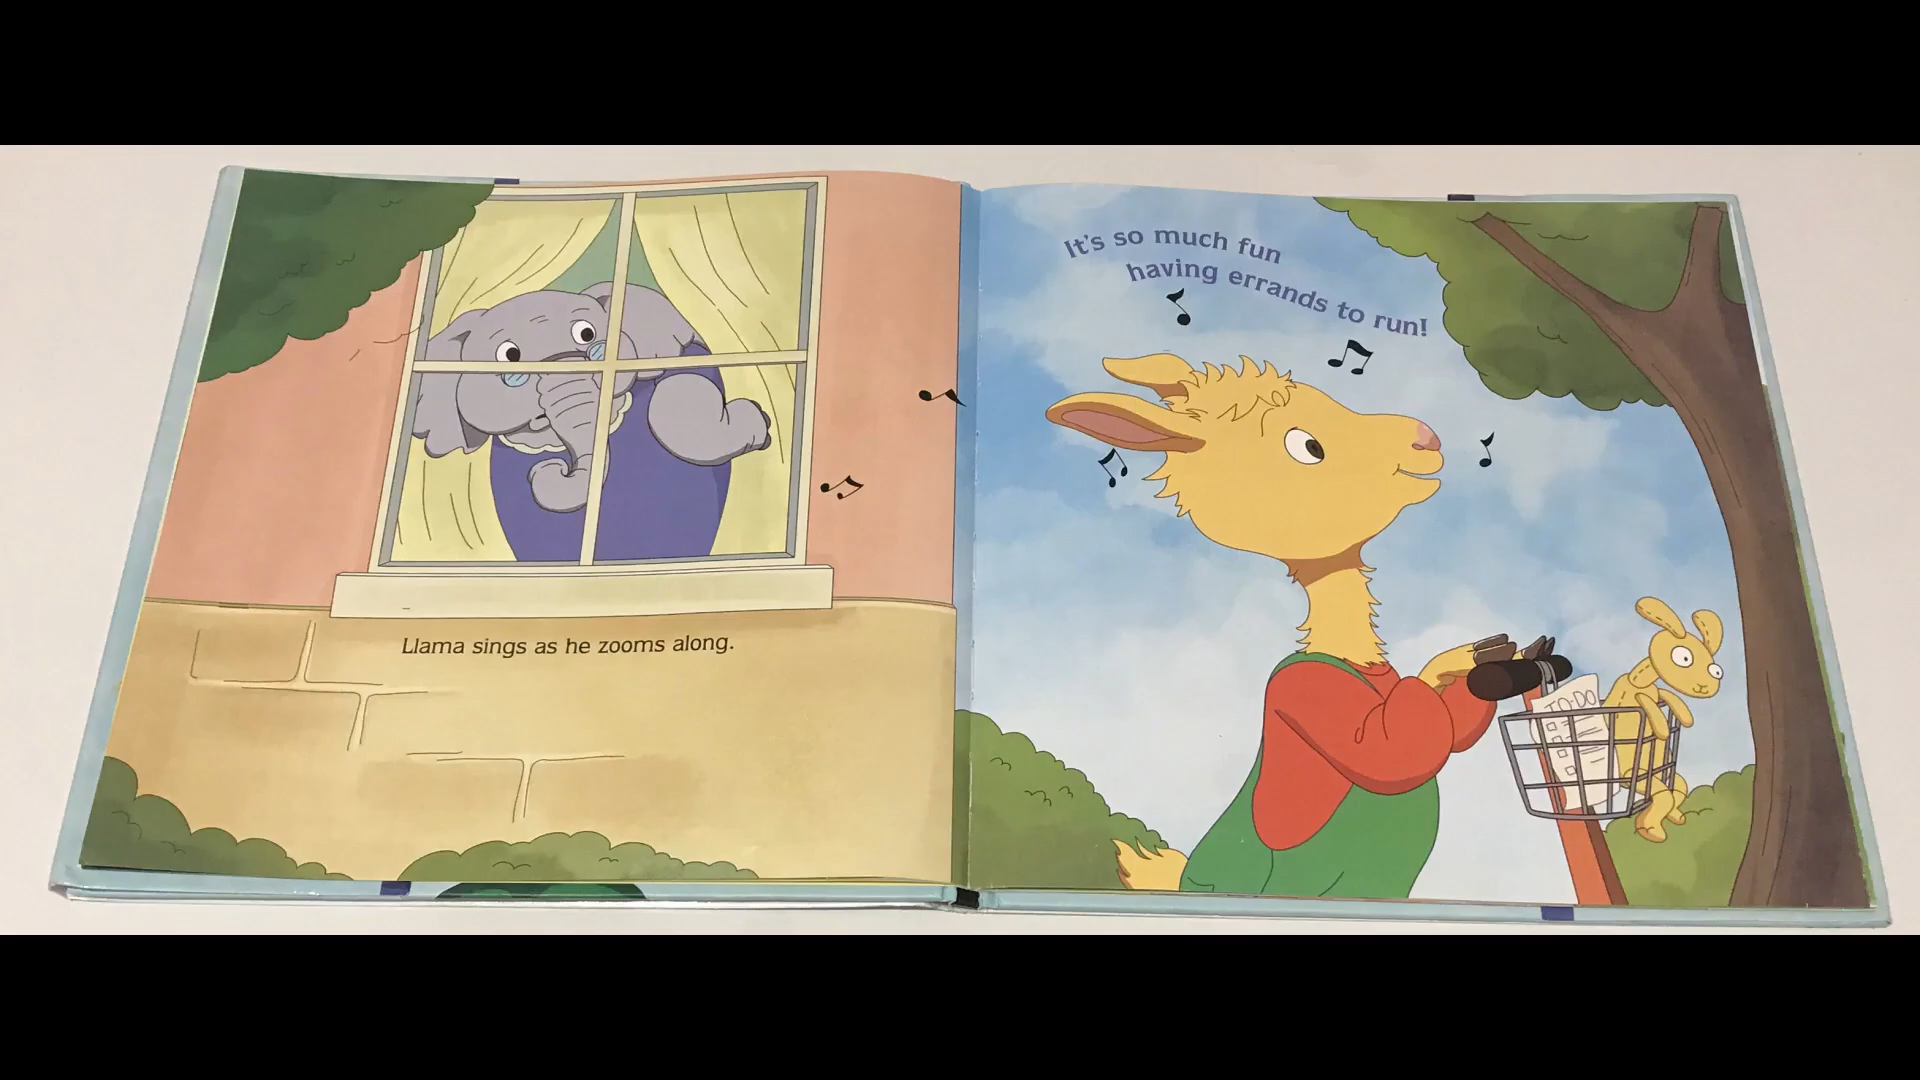 Llama sings as he zooms along.
It's so much fun
having errands to run!
TO-DO